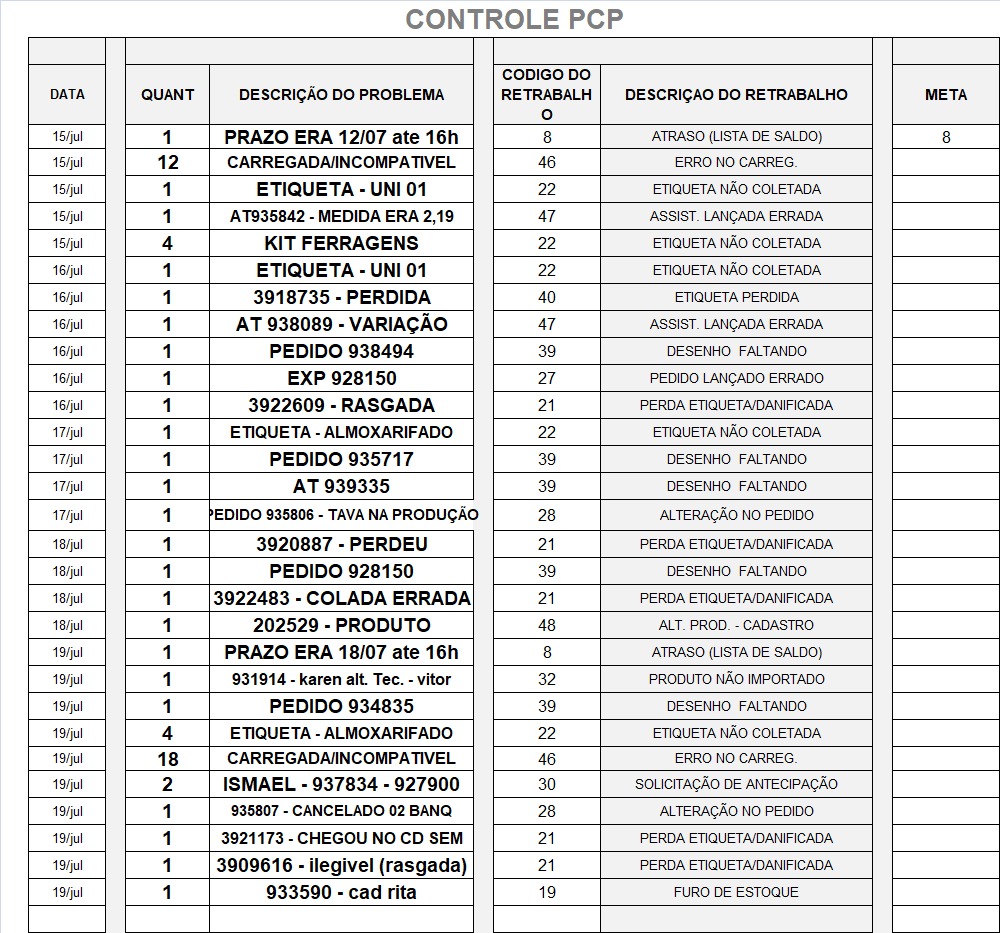 CONTROLE PCP
DATA QUANT DESCRIÇÃO DO PROBLEMA CODIGO DO RETRABALHO DESCRIÇAO DO RETRABALHO META
15/jul 1 PRAZO ERA 12/07 ate 16h 8 ATRASO (LISTA DE SALDO) 8
15/jul 12 CARREGADA/INCOMPATIVEL 46 ERRO NO CARREG.
15/jul 1 ETIQUETA - UNI 01 22 ETIQUETA NÃO COLETADA
15/jul 1 AT935842 - MEDIDA ERA 2,19 47 ASSIST. LANÇADA ERRADA
15/jul 4 KIT FERRAGENS 22 ETIQUETA NÃO COLETADA
16/jul 1 ETIQUETA - UNI 01 22 ETIQUETA NÃO COLETADA
16/jul 1 3918735 - PERDIDA 40 ETIQUETA PERDIDA
16/jul 1 AT 938089 - VARIAÇÃO 47 ASSIST. LANÇADA ERRADA
16/jul 1 PEDIDO 938494 39 DESENHO  FALTANDO
16/jul 1 EXP 928150 27 PEDIDO LANÇADO ERRADO
16/jul 1 3922609 - RASGADA 21 PERDA ETIQUETA/DANIFICADA
17/jul 1 ETIQUETA - ALMOXARIFADO 22 ETIQUETA NÃO COLETADA
17/jul 1 PEDIDO 935717 39 DESENHO  FALTANDO
17/jul 1 AT 939335 39 DESENHO  FALTANDO
17/jul 1 PEDIDO 935806 - TAVA NA PRODUÇÃO 28 ALTERAÇÃO NO PEDIDO
18/jul 1 3920887 - PERDEU 21 PERDA ETIQUETA/DANIFICADA
18/jul 1 PEDIDO 928150 39 DESENHO  FALTANDO
18/jul 1 3922483 - COLADA ERRADA 21 PERDA ETIQUETA/DANIFICADA
18/jul 1 202529 - PRODUTO 48 ALT. PROD. - CADASTRO
19/jul 1 PRAZO ERA 18/07 ate 16h 8 ATRASO (LISTA DE SALDO)
19/jul 1 931914 - karen alt. Tec. - vitor 32 PRODUTO NÃO IMPORTADO
19/jul 1 PEDIDO 934835 39 DESENHO  FALTANDO
19/jul 4 ETIQUETA - ALMOXARIFADO 22 ETIQUETA NÃO COLETADA
19/jul 18 CARREGADA/INCOMPATIVEL 46 ERRO NO CARREG.
19/jul 2 ISMAEL - 937834 - 927900 30 SOLICITAÇÃO DE ANTECIPAÇÃO
19/jul 1 935807 - CANCELADO 02 BANQ 28 ALTERAÇÃO NO PEDIDO
19/jul 1 3921173 - CHEGOU NO CD SEM 21 PERDA ETIQUETA/DANIFICADA
19/jul 1 3909616 - ilegivel (rasgada) 21 PERDA ETIQUETA/DANIFICADA
19/jul 1 933590 - cad rita 19 FURO DE ESTOQUE